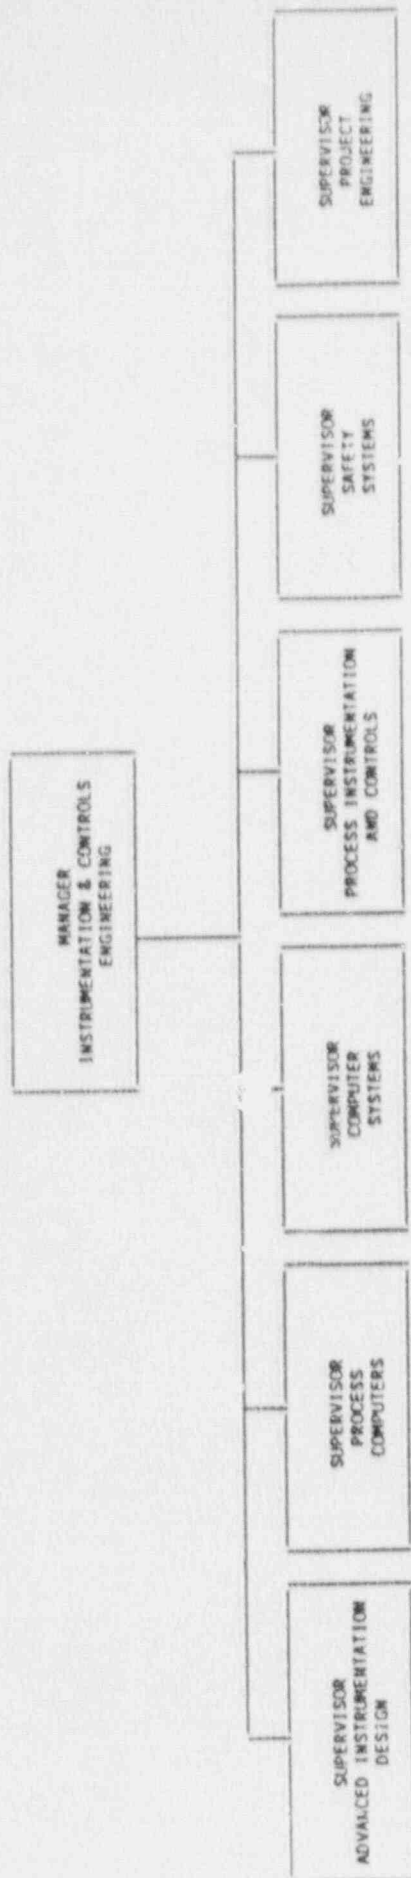 MANAGER
INSTRUMENTATION & CONTROLS
ENGINEERING
SUPERVISOR
ADVANCED INSTRUMENTATION
DESIGN
SUPERVISOR
PROCESS
COMPUTERS
SUPERVISOR
COMPUTER
SYSTEMS
SUPERVISOR
PROCESS INSTRUMENTATION
AND CONTROLS
SUPERVISOR
SAFETY
SYSTEMS
SUPERVISOR
PROJECT
ENGINEERING